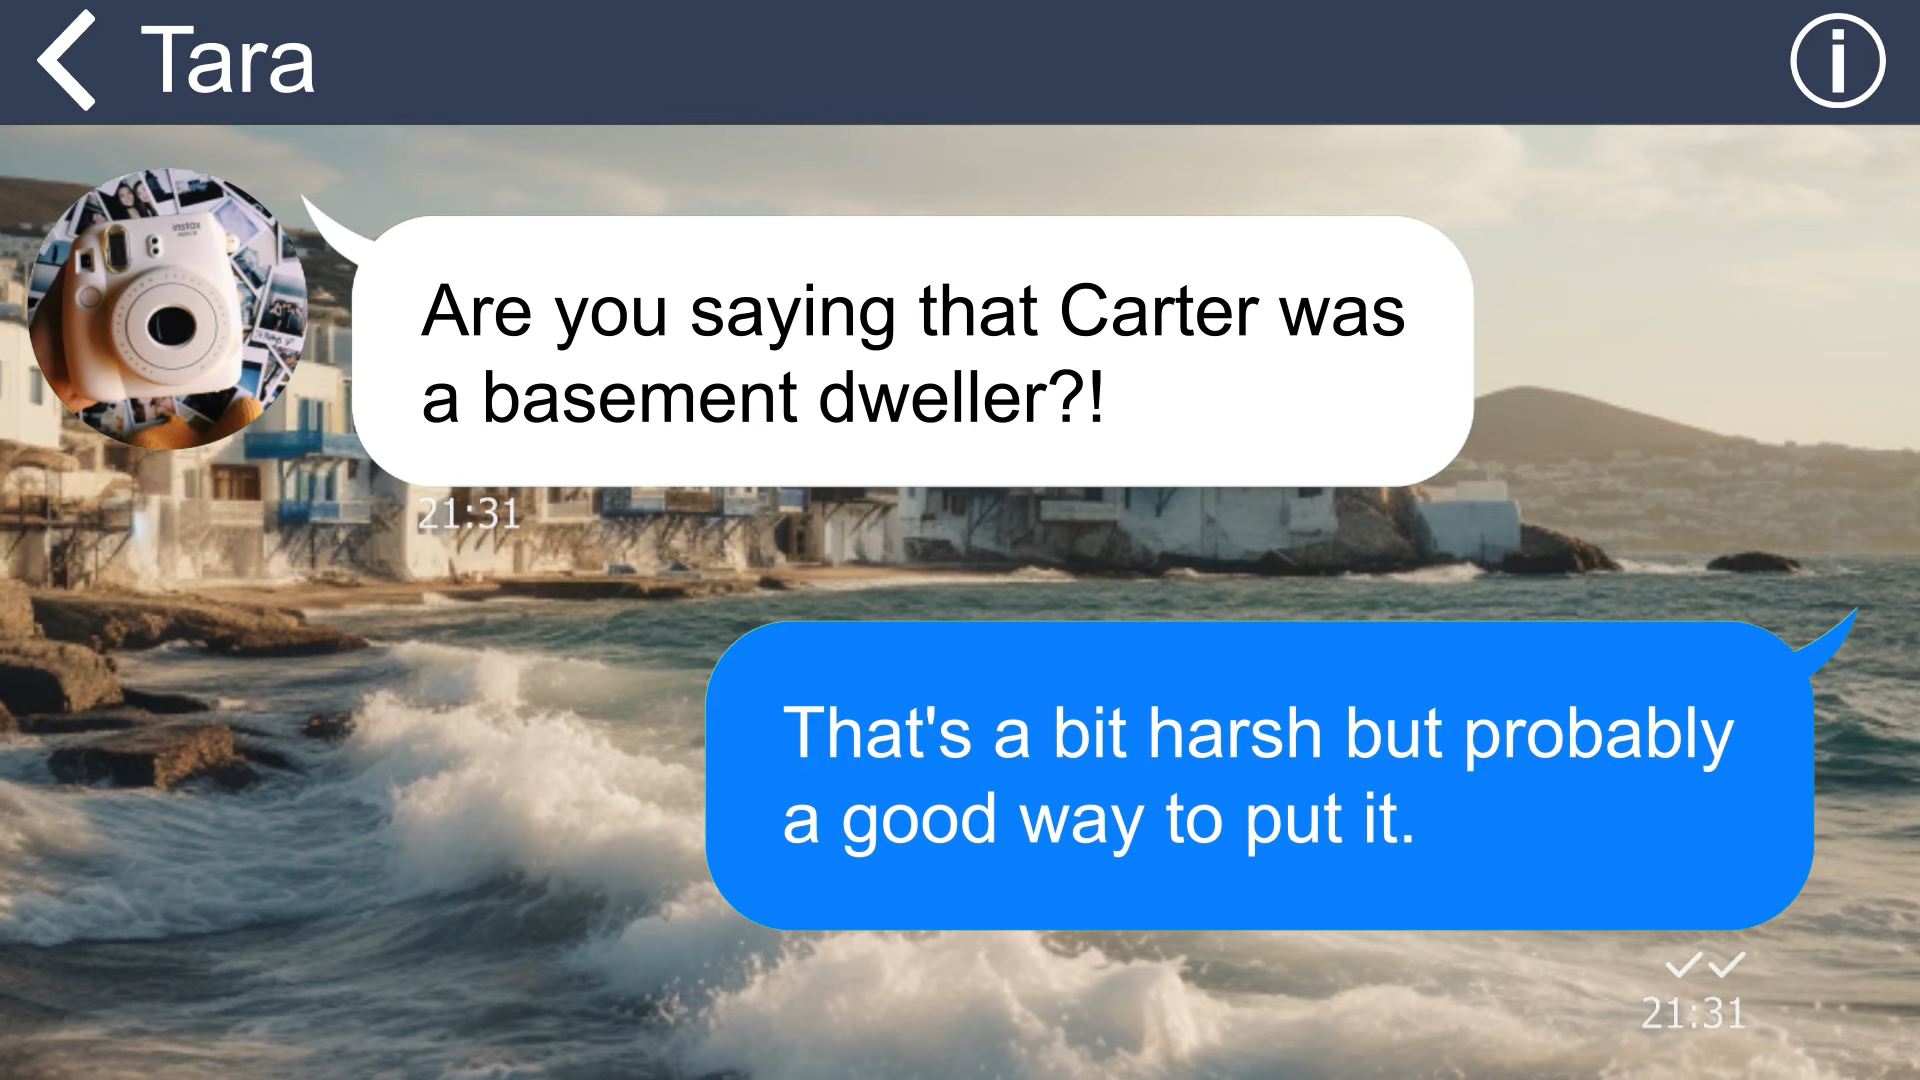 Tara
instax
Are you saying that Carter was
a basement dweller?!
21:31
That's a bit harsh but probably
a good way to put it.
21:31